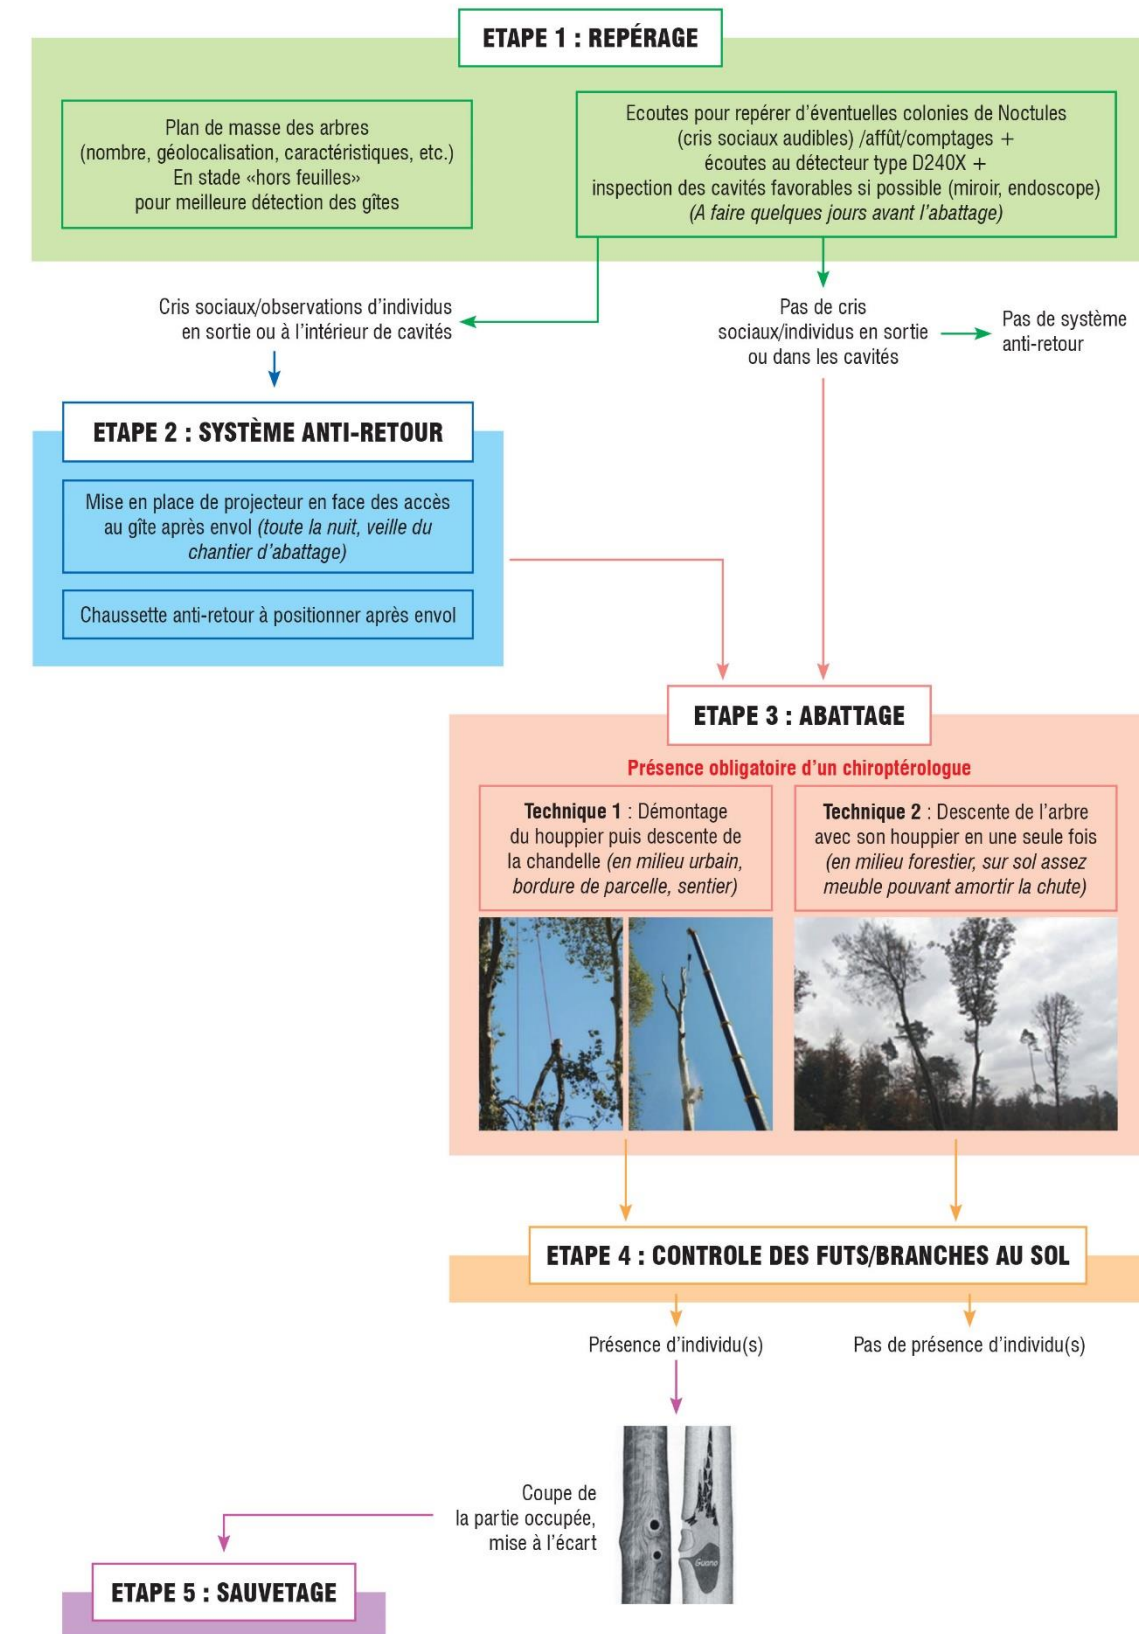 ETAPE 1 : REPÉRAGE
Plan de masse des arbres
(nombre, géolocalisation, caractéristiques, etc.)
En stade «hors feuilles»
pour meilleure détection des gîtes
Ecoutes pour repérer d’éventuelles colonies de Noctules
(cris sociaux audibles) /affût/comptages +
écoutes au détecteur type D240X +
inspection des cavités favorables si possible (miroir, endoscope)
(A faire quelques jours avant l’abattage)
Cris sociaux/observations d’individus
en sortie ou à l’intérieur de cavités
Pas de cris
sociaux/individus en sortie
ou dans les cavités
Pas de système
anti-retour
ETAPE 2 : SYSTÈME ANTI-RETOUR
Mise en place de projecteur en face des accès
au gîte après envol (toute la nuit, veille du
chantier d’abattage)
Chaussette anti-retour à positionner après envol
ETAPE 3 : ABATTAGE
Présence obligatoire d’un chiroptérologue
Technique 1 : Démontage
du houppier puis descente de
la chandelle (en milieu urbain,
bordure de parcelle, sentier)
Technique 2 : Descente de l’arbre
avec son houppier en une seule fois
(en milieu forestier, sur sol assez
meuble pouvant amortir la chute)
ETAPE 4 : CONTROLE DES FUTS/BRANCHES AU SOL
Présence d’individu(s)
Pas de présence d’individu(s)
Coupe de
la partie occupée,
mise à l’écart
Guano
ETAPE 5 : SAUVETAGE